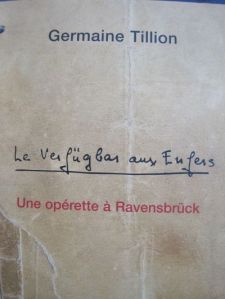 Germaine Tillion
Le Verfügbar aux Enfers
Une opérette à Ravensbrück